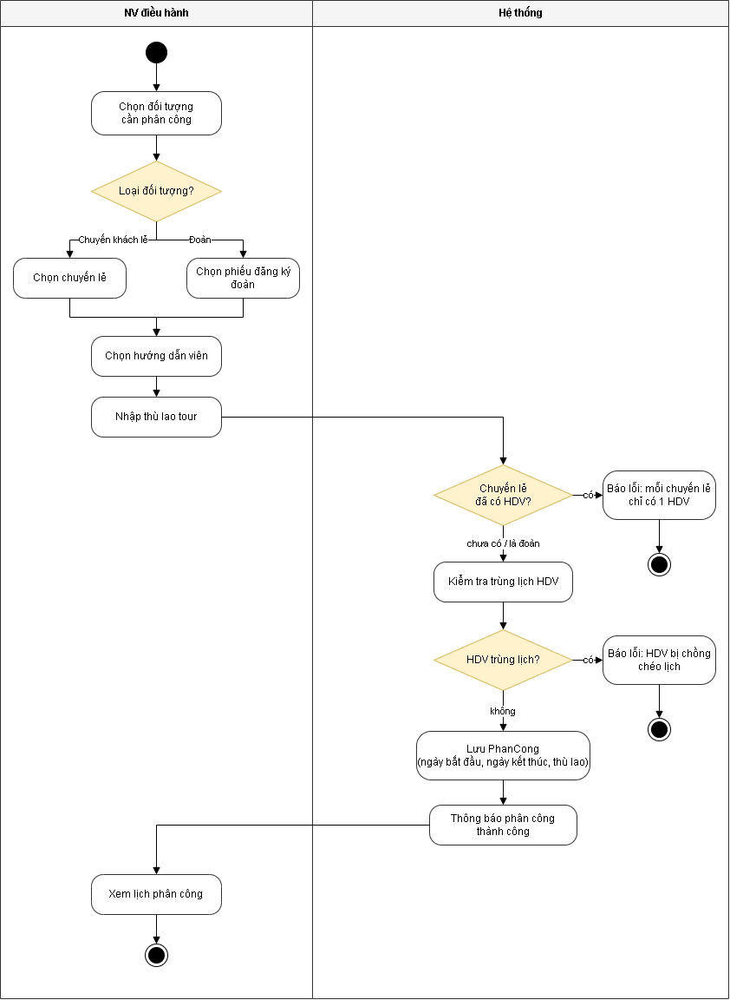 NV điều hành
Hệ thống
Chọn đối tượng
cần phân công
Loại đối tượng?
Chuyến khách lẻ
Đoàn
Chọn chuyến lẻ
Chọn phiếu đăng ký
đoàn
Chọn hướng dẫn viên
Nhập thù lao tour
Chuyến lẻ
đã có HDV?
có
Báo lỗi: mỗi chuyến lẻ
chỉ có 1 HDV
chưa có / là đoàn
Kiểm tra trùng lịch HDV
HDV trùng lịch?
có
Báo lỗi: HDV bị chồng
chéo lịch
không
Lưu PhanCong
(ngày bắt đầu, ngày kết thúc, thù lao)
Thông báo phân công
thành công
Xem lịch phân công